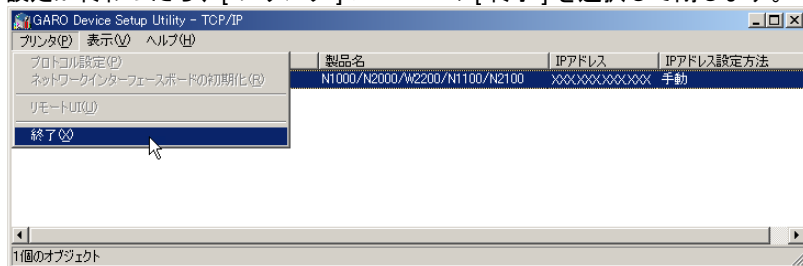 GARO Device Setup Utility - TCP/IP
プリンタ(P) 表示(V) ヘルプ(H)
製品名 IPアドレス IPアドレス設定方法
プロトコル設定(P)
N1000/N2000/W2200/N1100/N2100 XXX.XXX.XXX.XXX 手動
ネットワークインターフェースボードの初期化(R)
リモートUI(U)
終了(X)
1個のオブジェクト